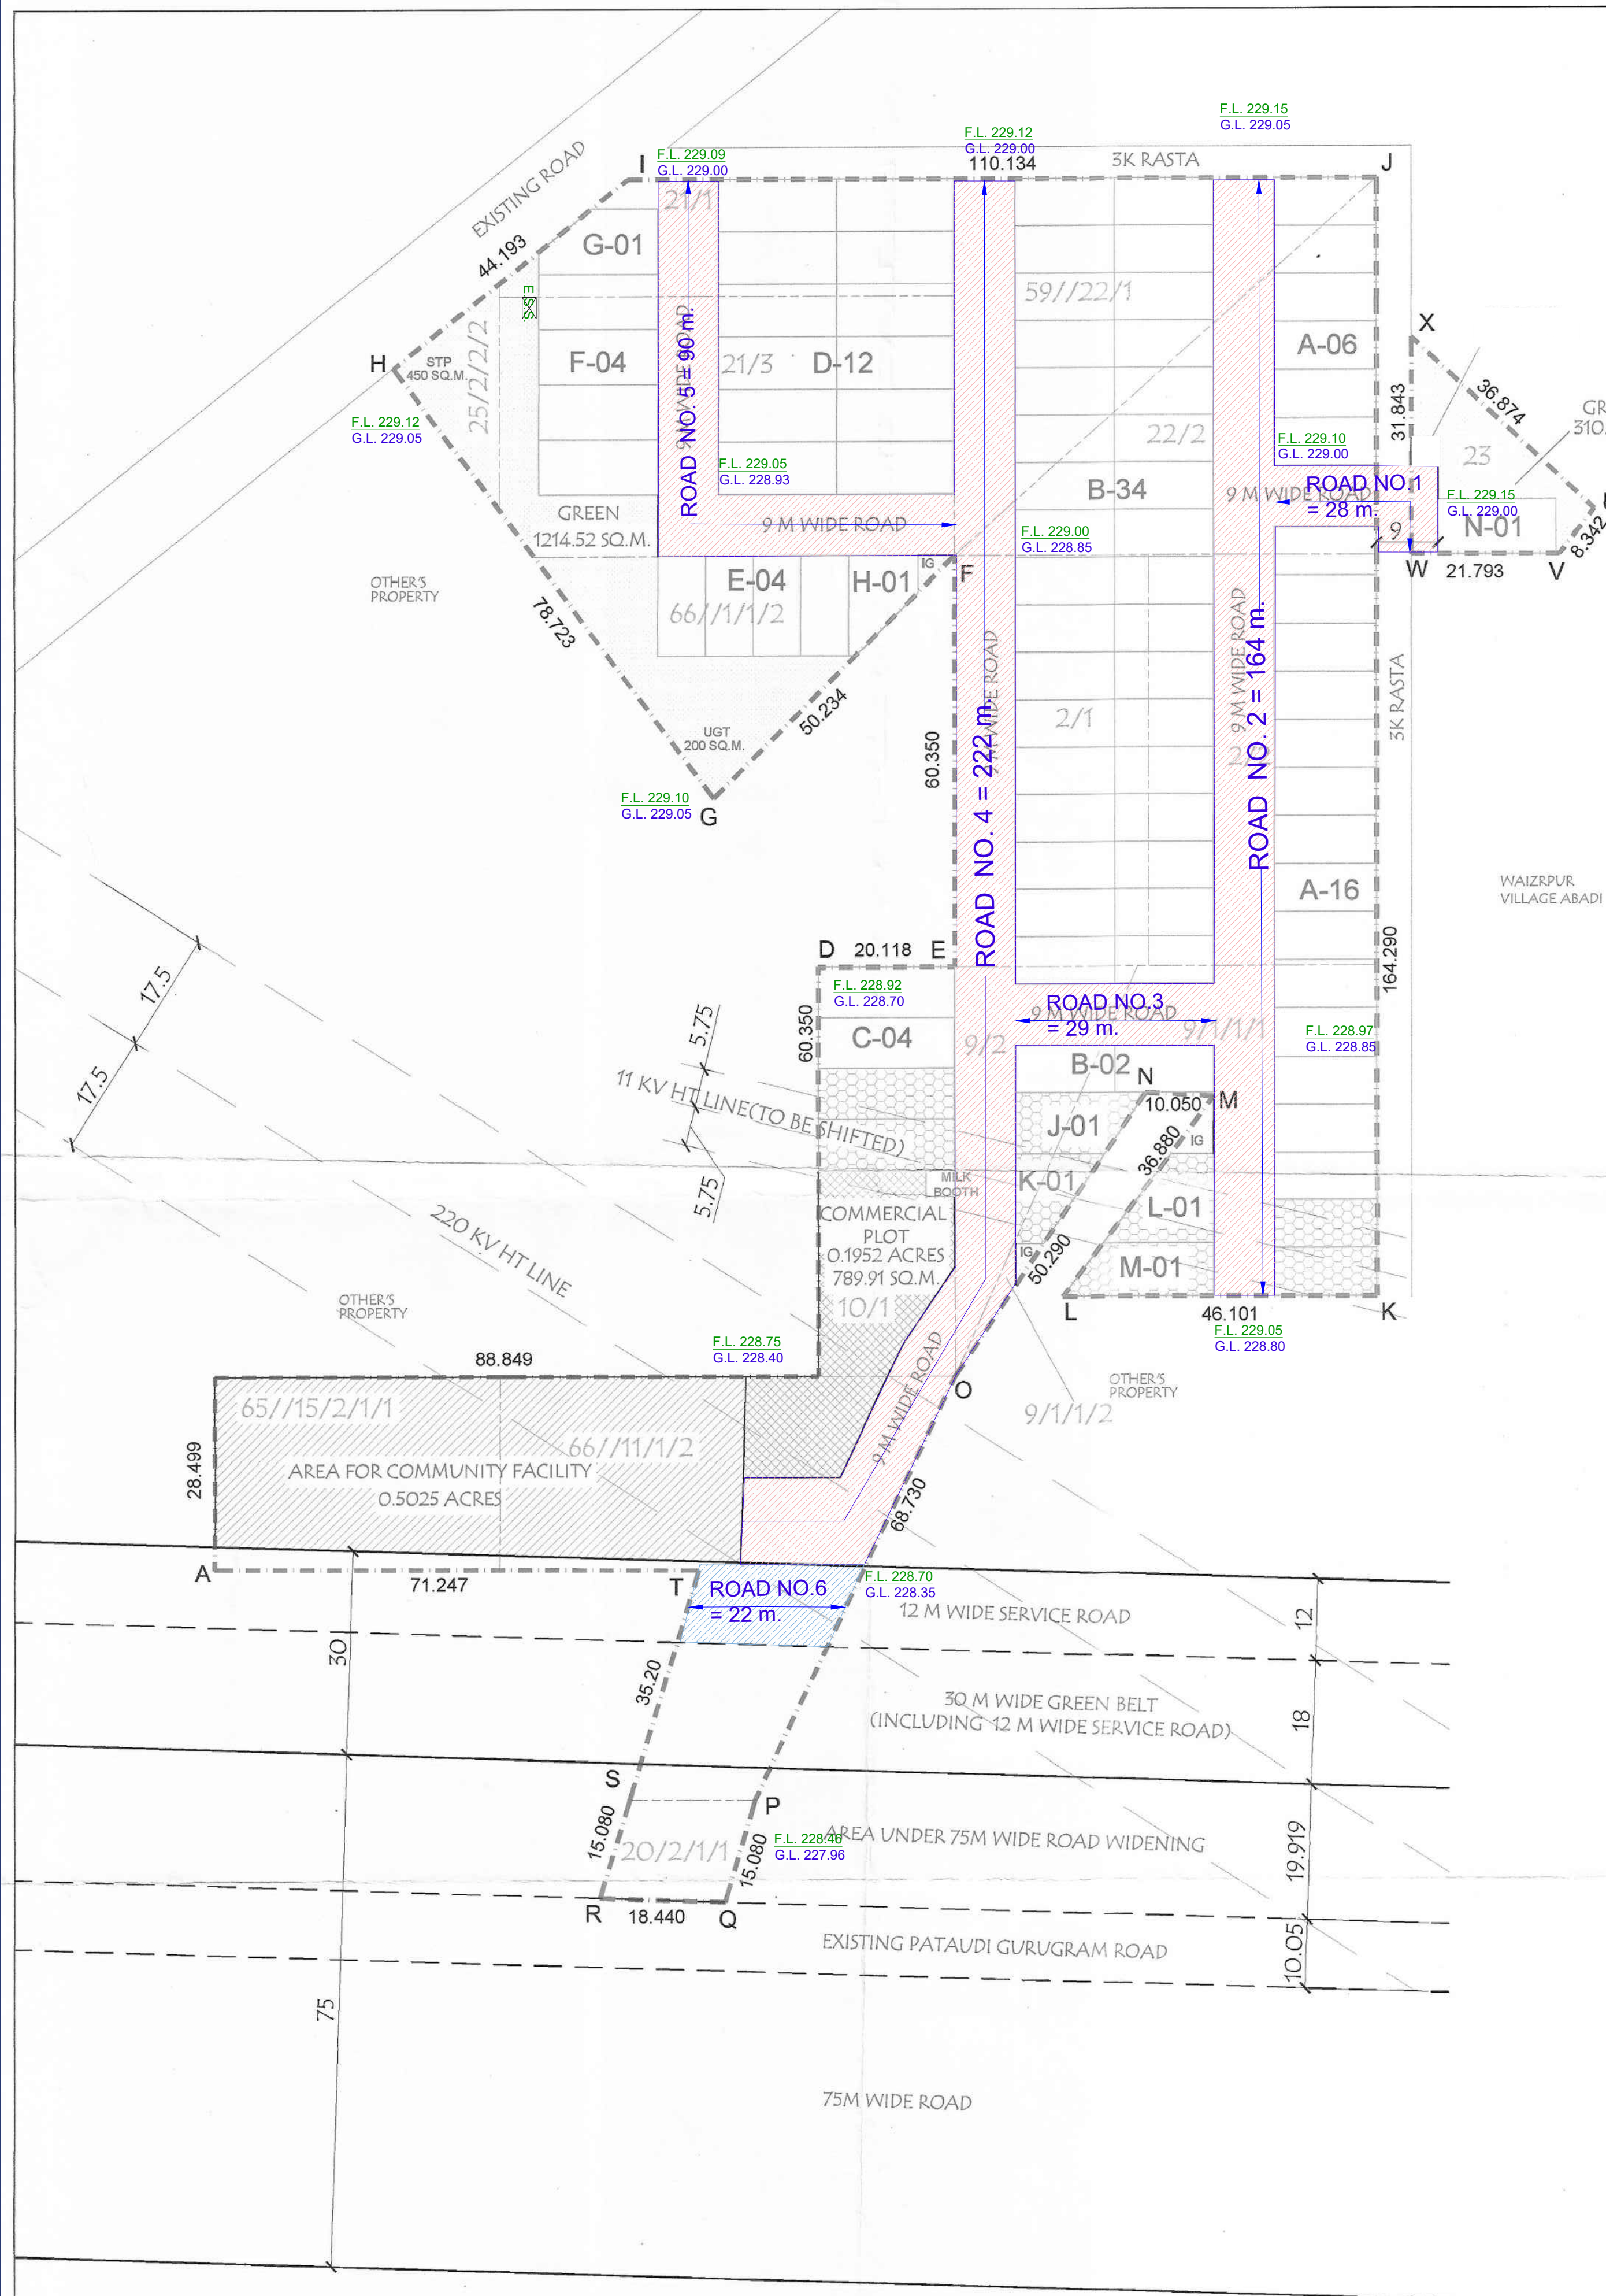 F.L. 229.15
G.L. 229.05
F.L. 229.12
G.L. 229.00
110.134
3K RASTA
J
I
F.L. 229.09
G.L. 229.00
EXISTING ROAD
44.193
21/1
G-01
E.S.S.
59//22/1
X
H
STP
450 SQ.M.
25/2/2/2
F-04
9 M WIDE ROAD
ROAD NO. 5 = 90 m.
21/3
D-12
A-06
31.843
36.874
GR
310.
F.L. 229.12
G.L. 229.05
22/2
F.L. 229.10
G.L. 229.00
23
F.L. 229.05
G.L. 228.93
B-34
9 M WIDE ROAD
ROAD NO.1
= 28 m.
F.L. 229.15
G.L. 229.00
GREEN
1214.52 SQ.M.
9 M WIDE ROAD
F.L. 229.00
G.L. 228.85
9
N-01
8.342
W
21.793
V
OTHER'S
PROPERTY
E-04
H-01
IG
F
66//1/1/2
78.723
50.234
UGT
200 SQ.M.
60.350
9 M WIDE ROAD
ROAD NO. 4 = 222 m.
2/1
9 M WIDE ROAD
ROAD NO. 2 = 164 m.
3K RASTA
F.L. 229.10
G.L. 229.05
G
A-16
WAIZRPUR
VILLAGE ABADI
D
20.118
E
164.290
17.5
17.5
F.L. 228.92
G.L. 228.70
C-04
60.350
5.75
5.75
9/2
ROAD NO.3
= 29 m.
9 M WIDE ROAD
9/1/1/1
F.L. 228.97
G.L. 228.85
B-02
11 KV HT LINE(TO BE SHIFTED)
N
10.050
M
J-01
36.880
IG
K-01
MILK
BOOTH
L-01
COMMERCIAL
PLOT
0.1952 ACRES
789.91 SQ.M.
10/1
220 KV HT LINE
IG
50.290
M-01
L
46.101
K
F.L. 229.05
G.L. 228.80
OTHER'S
PROPERTY
F.L. 228.75
G.L. 228.40
88.849
9 M WIDE ROAD
O
OTHER'S
PROPERTY
9/1/1/2
65//15/2/1/1
66//11/1/2
28.499
AREA FOR COMMUNITY FACILITY
0.5025 ACRES
68.730
A
71.247
T
ROAD NO.6
= 22 m.
F.L. 228.70
G.L. 228.35
12 M WIDE SERVICE ROAD
12
30
35.20
30 M WIDE GREEN BELT
(INCLUDING 12 M WIDE SERVICE ROAD)
18
S
P
15.080
20/2/1/1
15.080
F.L. 228.46
G.L. 227.96
AREA UNDER 75M WIDE ROAD WIDENING
19.919
R
18.440
Q
EXISTING PATAUDI GURUGRAM ROAD
10.05
75
75M WIDE ROAD